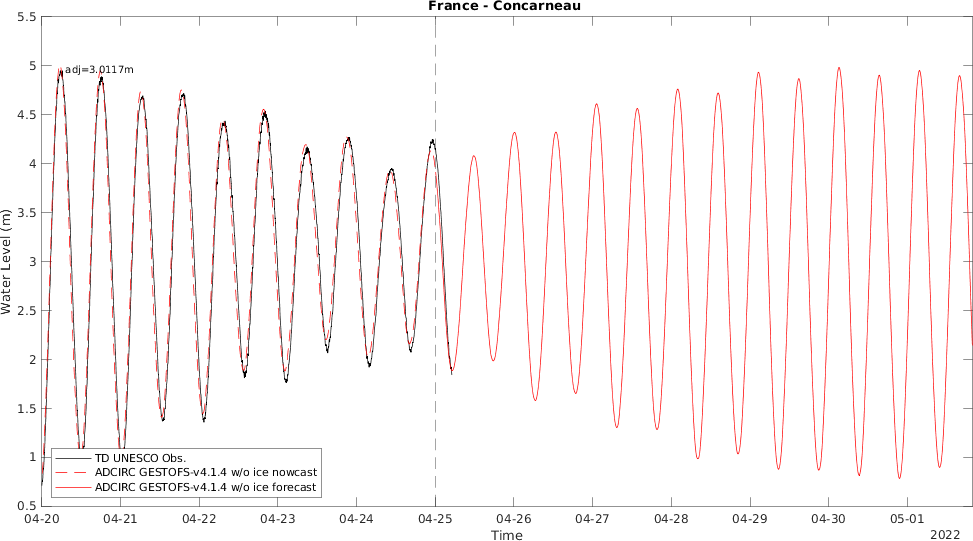 France - Concarneau
5.5
5
4.5
4
3.5
3
2.5
2
1.5
1
0.5
Water Level (m)
adj=3.0117m
TD UNESCO Obs.
ADCIRC GESTOFS-v4.1.4 w/o ice nowcast
ADCIRC GESTOFS-v4.1.4 w/o ice forecast
04-20 04-21 04-22 04-23 04-24 04-25 04-26 04-27 04-28 04-29 04-30 05-01
Time
2022